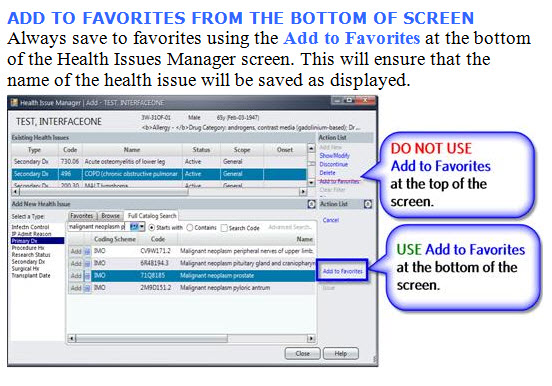 ADD TO FAVORITES FROM THE BOTTOM OF SCREEN
Always save to favorites using the Add to Favorites at the bottom
of the Health Issues Manager screen. This will ensure that the
name of the health issue will be saved as displayed.
Health Issue Manager | Add - TEST, INTERFACEONE
TEST, INTERFACEONE
3W-310F-01 Male 65y (Feb-03-1947)
<b>Allergy - </b>Drug Category: androgens, contrast media (gadolinium-based); Dr...
Existing Health Issues
Action List
Type Code Name Status Scope Onset
Secondary Dx 730.06 Acute osteomyelitis of lower leg Active General
Secondary Dx 496 COPD (chronic obstructive pulmonar Active General
Secondary Dx 200.30 MALT lymphoma Active General
Add New
Show/Modify
Discontinue
Delete
Add to Favorites
Clear Filter
DO NOT USE
Add to Favorites
at the top of the
screen.
Add New Health Issue
Action List
Select a Type:
Infectn Control
IP Admit Reason
Primary Dx
Procedure Hx
Research Status
Secondary Dx
Surgical Hx
Transplant Date
Favorites Browse Full Catalog Search
malignant neoplasm p Starts with Contains Search Code Advanced Search...
Coding Scheme Code Name
Add IMO CV9W171.2 Malignant neoplasm peripheral nerves of upper limb,
Add IMO 6R48194.3 Malignant neoplasm pituitary gland and craniopharyn
Add IMO 71Q8185 Malignant neoplasm prostate
Add IMO 2M9O151.2 Malignant neoplasm pyloric antrum
Cancel
Add to Favorites
Issue
USE Add to Favorites
at the bottom of the
screen.
Close Help